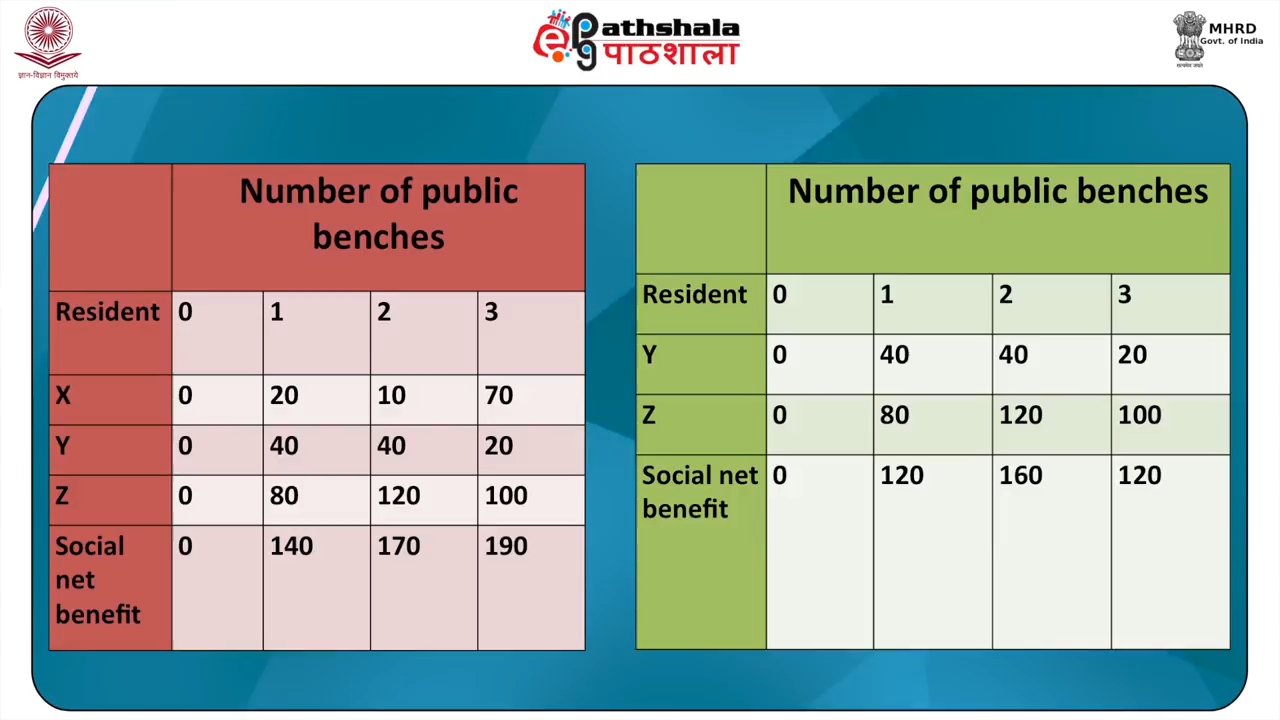 ज्ञान-विज्ञान विमुक्तये
ePathshala
पाठशाला
MHRD
Govt. of India
सत्यमेव जयते
Number of public
benches
Resident 0 1 2 3
X 0 20 10 70
Y 0 40 40 20
Z 0 80 120 100
Social
net
benefit 0 140 170 190
Number of public benches
Resident 0 1 2 3
Y 0 40 40 20
Z 0 80 120 100
Social net
benefit 0 120 160 120